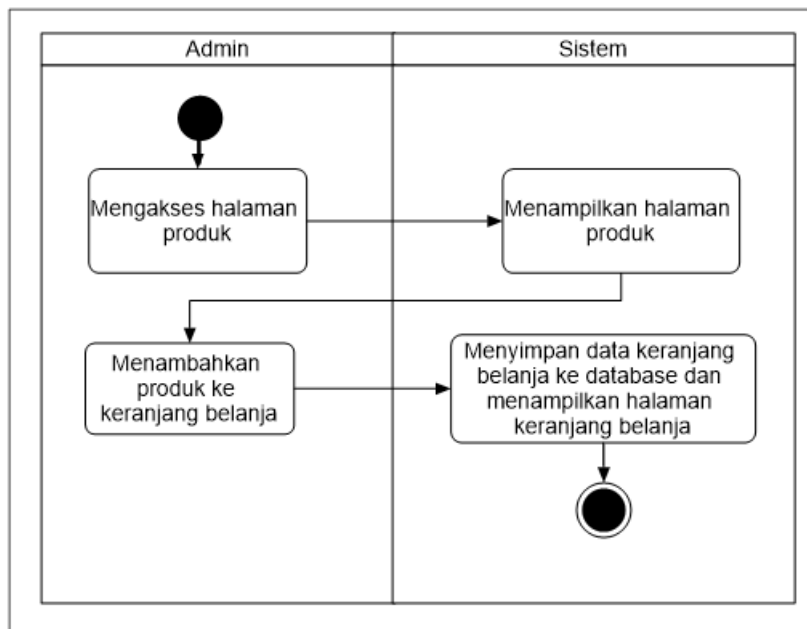 Admin
Sistem
Mengakses halaman
produk
Menampilkan halaman
produk
Menambahkan
produk ke
keranjang belanja
Menyimpan data keranjang
belanja ke database dan
menampilkan halaman
keranjang belanja